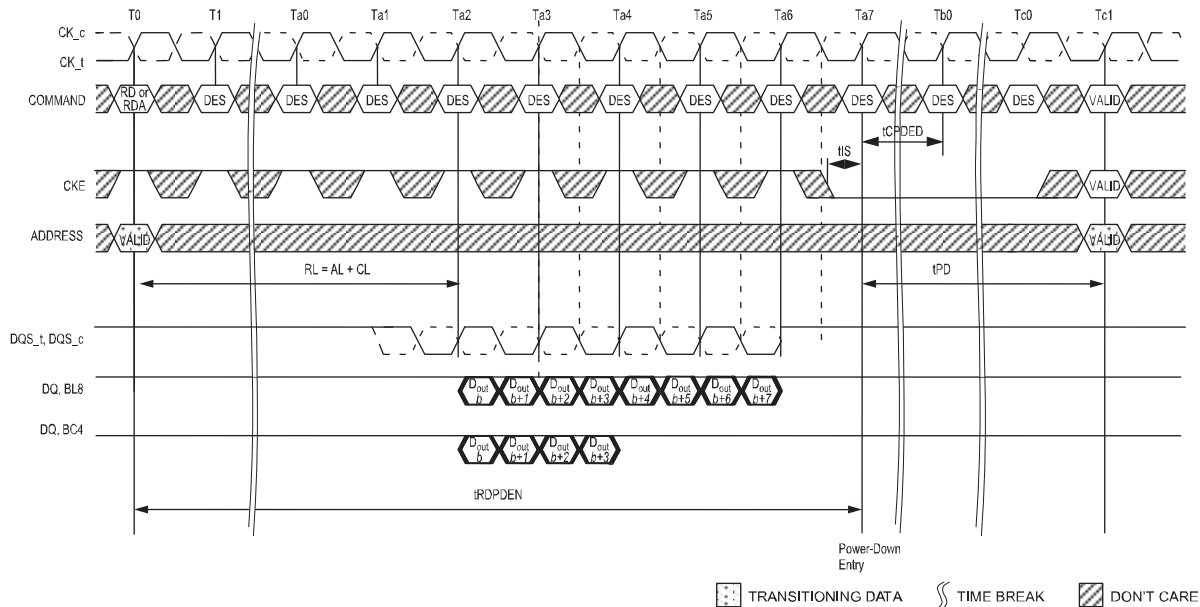 T0 T1 Ta0 Ta1 Ta2 Ta3 Ta4 Ta5 Ta6 Ta7 Tb0 Tc0 Tc1
CK_c
CK_t
COMMAND RD or RDA DES DES DES DES DES DES DES DES DES DES DES VALID
tCPDED
tIS
CKE VALID
ADDRESS VALID VALID
RL = AL + CL tPD
DQS_t, DQS_c
DQ, BL8 Dout b Dout b+1 Dout b+2 Dout b+3 Dout b+4 Dout b+5 Dout b+6 Dout b+7
DQ, BC4 Dout b Dout b+1 Dout b+2 Dout b+3
tRDPDEN
Power-Down
Entry
TRANSITIONING DATA TIME BREAK DON'T CARE